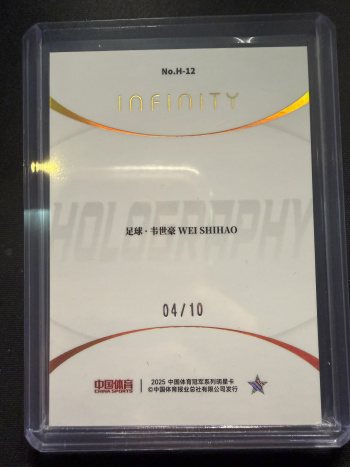 No.H-12
INFINITY
HOLOGRAPHY
足球·韦世豪 WEI SHIHAO
04/10
中国体育
CHINA SPORTS
2025 中国体育冠军系列明星卡
©中国体育报业总社有限公司发行